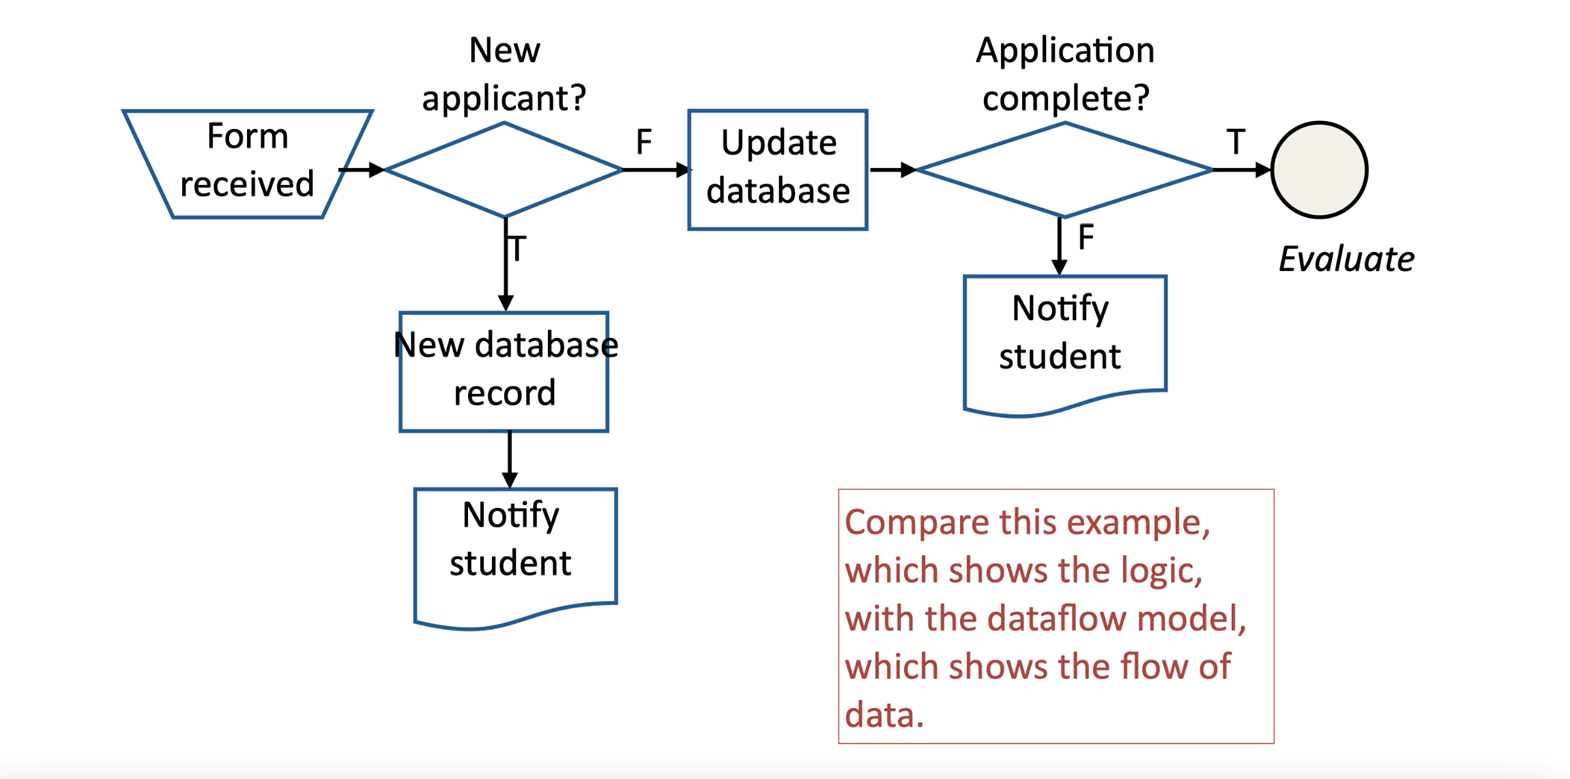 New
applicant?
Application
complete?
Form
received
F
Update
database
T
T
F
Evaluate
New database
record
Notify
student
Notify
student
Compare this example,
which shows the logic,
with the dataflow model,
which shows the flow of
data.